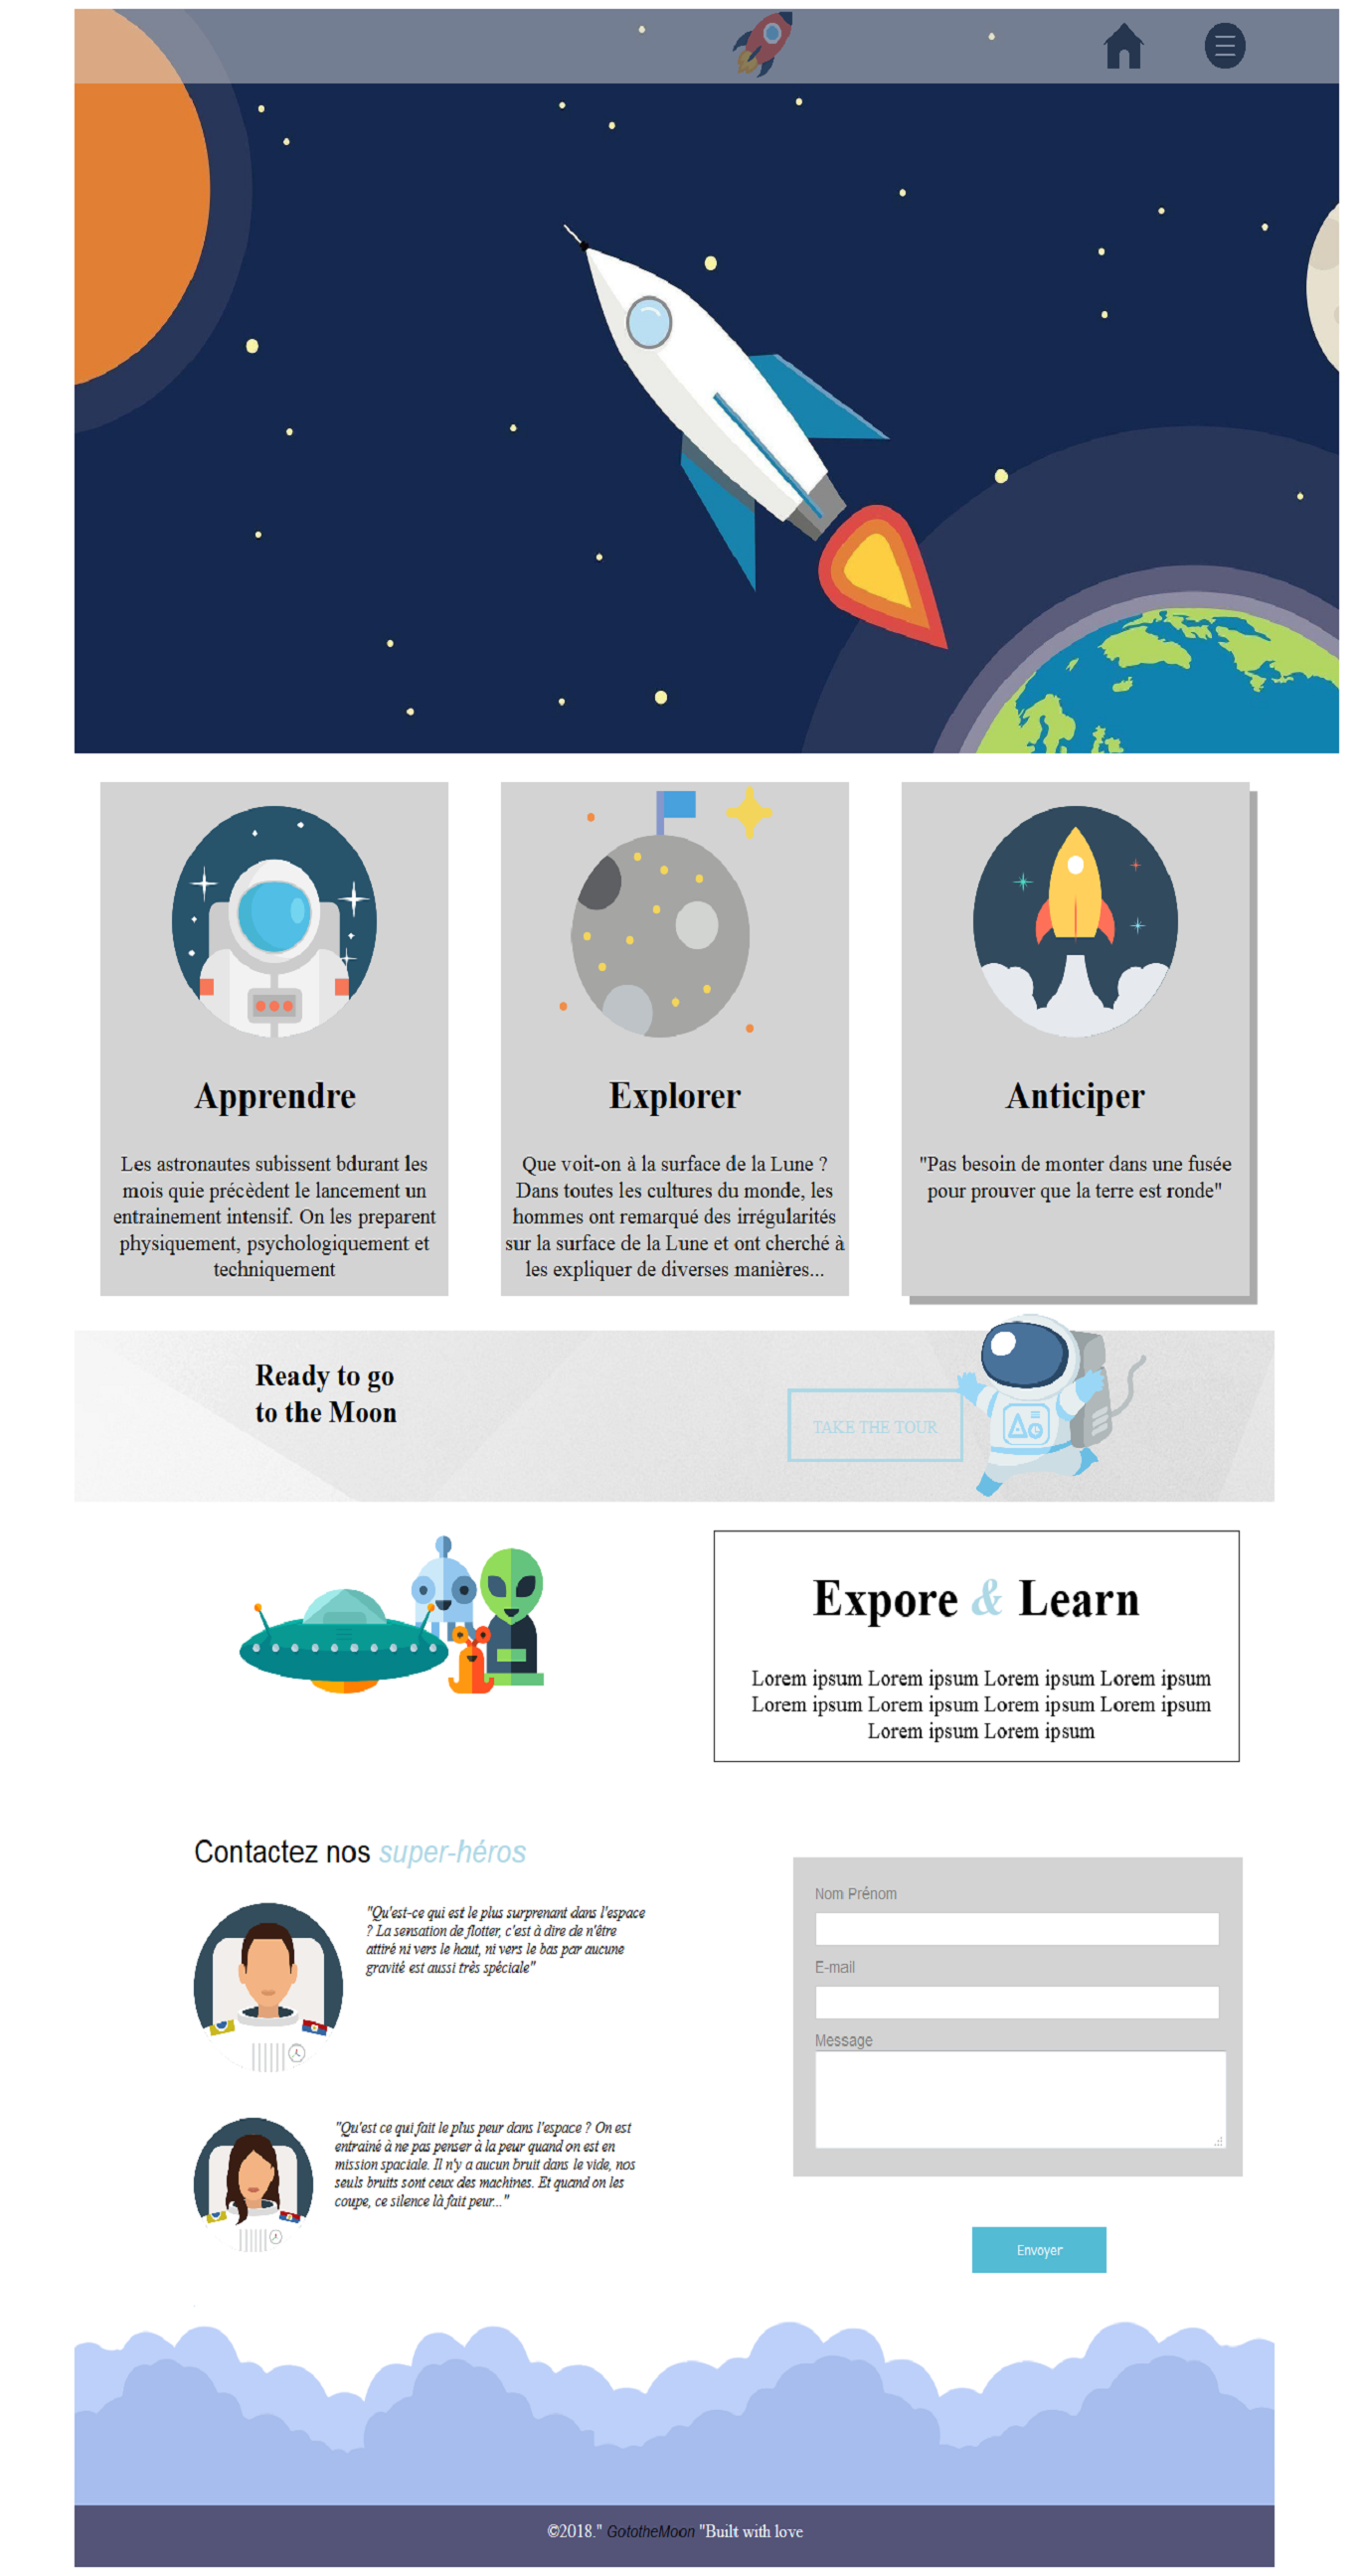 Apprendre
Les astronautes subissent bdurant les
mois quie précèdent le lancement un
entrainement intensif. On les preparent
physiquement, psychologiquement et
techniquement
Explorer
Que voit-on à la surface de la Lune ?
Dans toutes les cultures du monde, les
hommes ont remarqué des irrégularités
sur la surface de la Lune et ont cherché à
les expliquer de diverses manières...
Anticiper
"Pas besoin de monter dans une fusée
pour prouver que la terre est ronde"
Ready to go
to the Moon
TAKE THE TOUR
Expore & Learn
Lorem ipsum Lorem ipsum Lorem ipsum Lorem ipsum
Lorem ipsum Lorem ipsum Lorem ipsum Lorem ipsum
Lorem ipsum Lorem ipsum
Contactez nos super-héros
"Qu'est-ce qui est le plus surprenant dans l'espace
? La sensation de flotter, c'est à dire de n'être
attiré ni vers le haut, ni vers le bas par aucune
gravité est aussi très spéciale"
"Qu'est ce qui fait le plus peur dans l'espace ? On est
entrainé à ne pas penser à la peur quand on est en
mission spaciale. Il n'y a aucun bruit dans le vide, nos
seuls bruits sont ceux des machines. Et quand on les
coupe, ce silence là fait peur..."
Nom Prénom
E-mail
Message
Envoyer
©2018." GototheMoon "Built with love